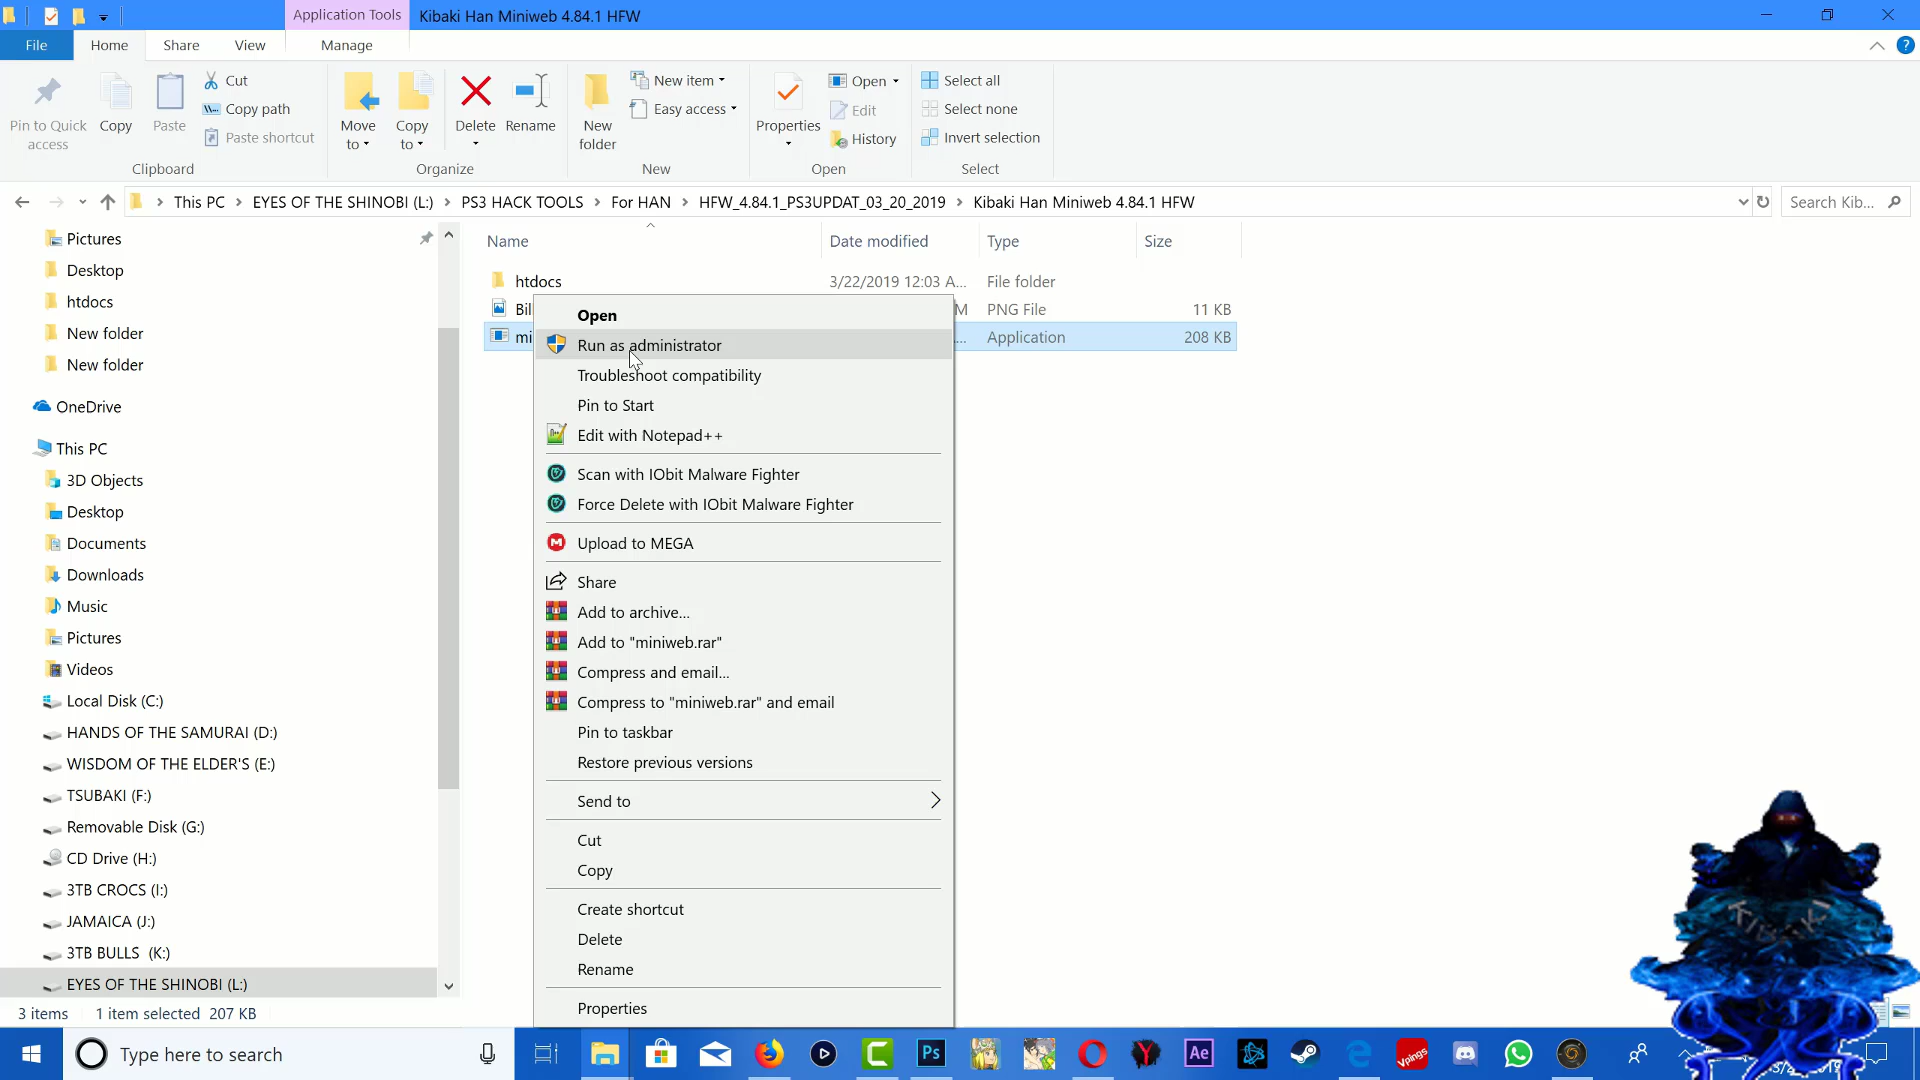 Application Tools Kibaki Han Miniweb 4.84.1 HFW
File Home Share View Manage
Pin to Quick access
Copy
Paste
Cut
Copy path
Paste shortcut
Move to
Copy to
Delete
Rename
New folder
New item
Easy access
Properties
Open
Edit
History
Select all
Select none
Invert selection
Clipboard Organize New Open Select
This PC EYES OF THE SHINOBI (L:) PS3 HACK TOOLS For HAN HFW_4.84.1_PS3UPDAT_03_20_2019 Kibaki Han Miniweb 4.84.1 HFW
Search Kib...
Pictures
Desktop
htdocs
New folder
New folder
OneDrive
This PC
3D Objects
Desktop
Documents
Downloads
Music
Pictures
Videos
Local Disk (C:)
HANDS OF THE SAMURAI (D:)
WISDOM OF THE ELDER'S (E:)
TSUBAKI (F:)
Removable Disk (G:)
CD Drive (H:)
3TB CROCS (I:)
JAMAICA (J:)
3TB BULLS (K:)
EYES OF THE SHINOBI (L:)
Name Date modified Type Size
htdocs 3/22/2019 12:03 A... File folder
Bil M PNG File 11 KB
mi ... Application 208 KB
Open
Run as administrator
Troubleshoot compatibility
Pin to Start
Edit with Notepad++
Scan with IObit Malware Fighter
Force Delete with IObit Malware Fighter
Upload to MEGA
Share
Add to archive...
Add to "miniweb.rar"
Compress and email...
Compress to "miniweb.rar" and email
Pin to taskbar
Restore previous versions
Send to
Cut
Copy
Create shortcut
Delete
Rename
Properties
3 items 1 item selected 207 KB
Type here to search
Ps
Ae
Vpings